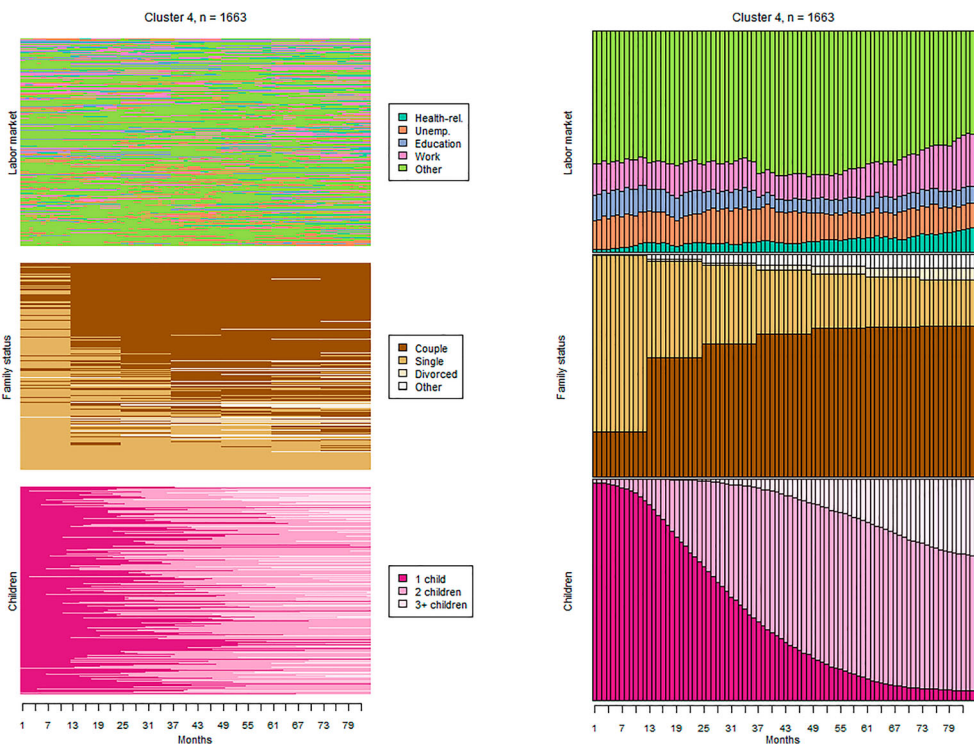 Cluster 4, n = 1663
Labor market
Health-rel.
Unemp.
Education
Work
Other
Family status
Couple
Single
Divorced
Other
Children
1 child
2 children
3+ children
1 7 13 19 25 31 37 43 49 55 61 67 73 79
Months
Cluster 4, n = 1663
Labor market
Family status
Children
1 7 13 19 25 31 37 43 49 55 61 67 73 79
Months